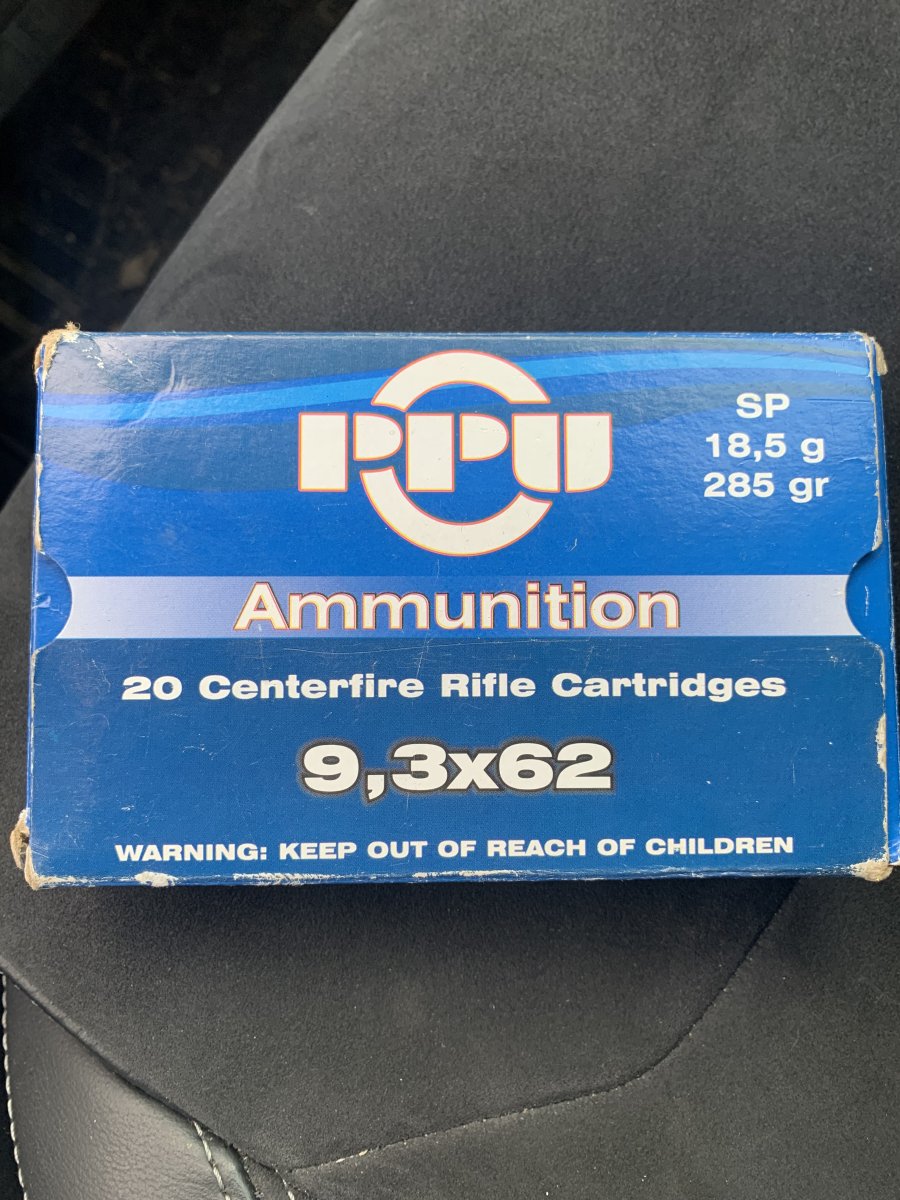 PPU
SP
18,5 g
285 gr
Ammunition
20 Centerfire Rifle Cartridges
9,3x62
WARNING: KEEP OUT OF REACH OF CHILDREN